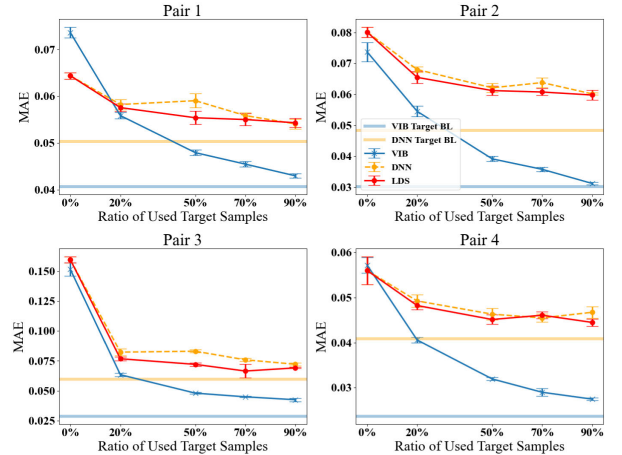 Pair 1
MAE
0.07
0.06
0.05
0.04
0% 20% 50% 70% 90%
Ratio of Used Target Samples
Pair 2
MAE
0.08
0.07
0.06
0.05
0.04
0.03
VIB Target BL
DNN Target BL
VIB
DNN
LDS
0% 20% 50% 70% 90%
Ratio of Used Target Samples
Pair 3
MAE
0.150
0.125
0.100
0.075
0.050
0.025
0% 20% 50% 70% 90%
Ratio of Used Target Samples
Pair 4
MAE
0.06
0.05
0.04
0.03
0% 20% 50% 70% 90%
Ratio of Used Target Samples